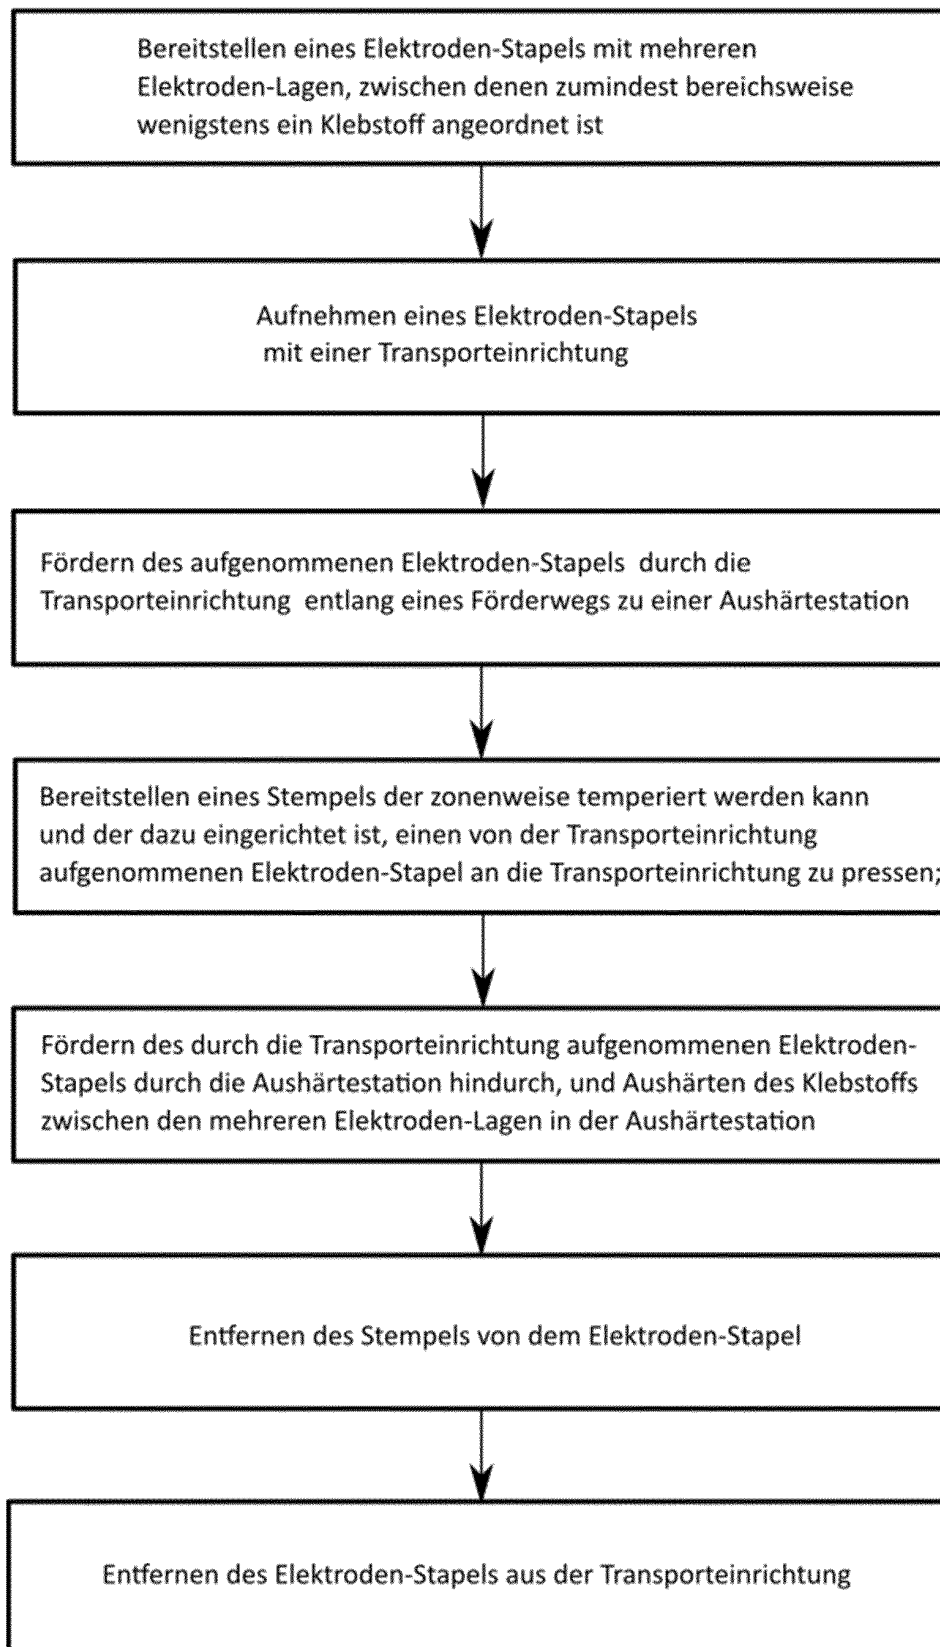 Bereitstellen eines Elektroden-Stapels mit mehreren
Elektroden-Lagen, zwischen denen zumindest bereichsweise
wenigstens ein Klebstoff angeordnet ist
Aufnehmen eines Elektroden-Stapels
mit einer Transporteinrichtung
Fördern des aufgenommenen Elektroden-Stapels durch die
Transporteinrichtung entlang eines Förderwegs zu einer Aushärtestation
Bereitstellen eines Stempels der zonenweise temperiert werden kann
und der dazu eingerichtet ist, einen von der Transporteinrichtung
aufgenommenen Elektroden-Stapel an die Transporteinrichtung zu pressen;
Fördern des durch die Transporteinrichtung aufgenommenen Elektroden-
Stapels durch die Aushärtestation hindurch, und Aushärten des Klebstoffs
zwischen den mehreren Elektroden-Lagen in der Aushärtestation
Entfernen des Stempels von dem Elektroden-Stapel
Entfernen des Elektroden-Stapels aus der Transporteinrichtung